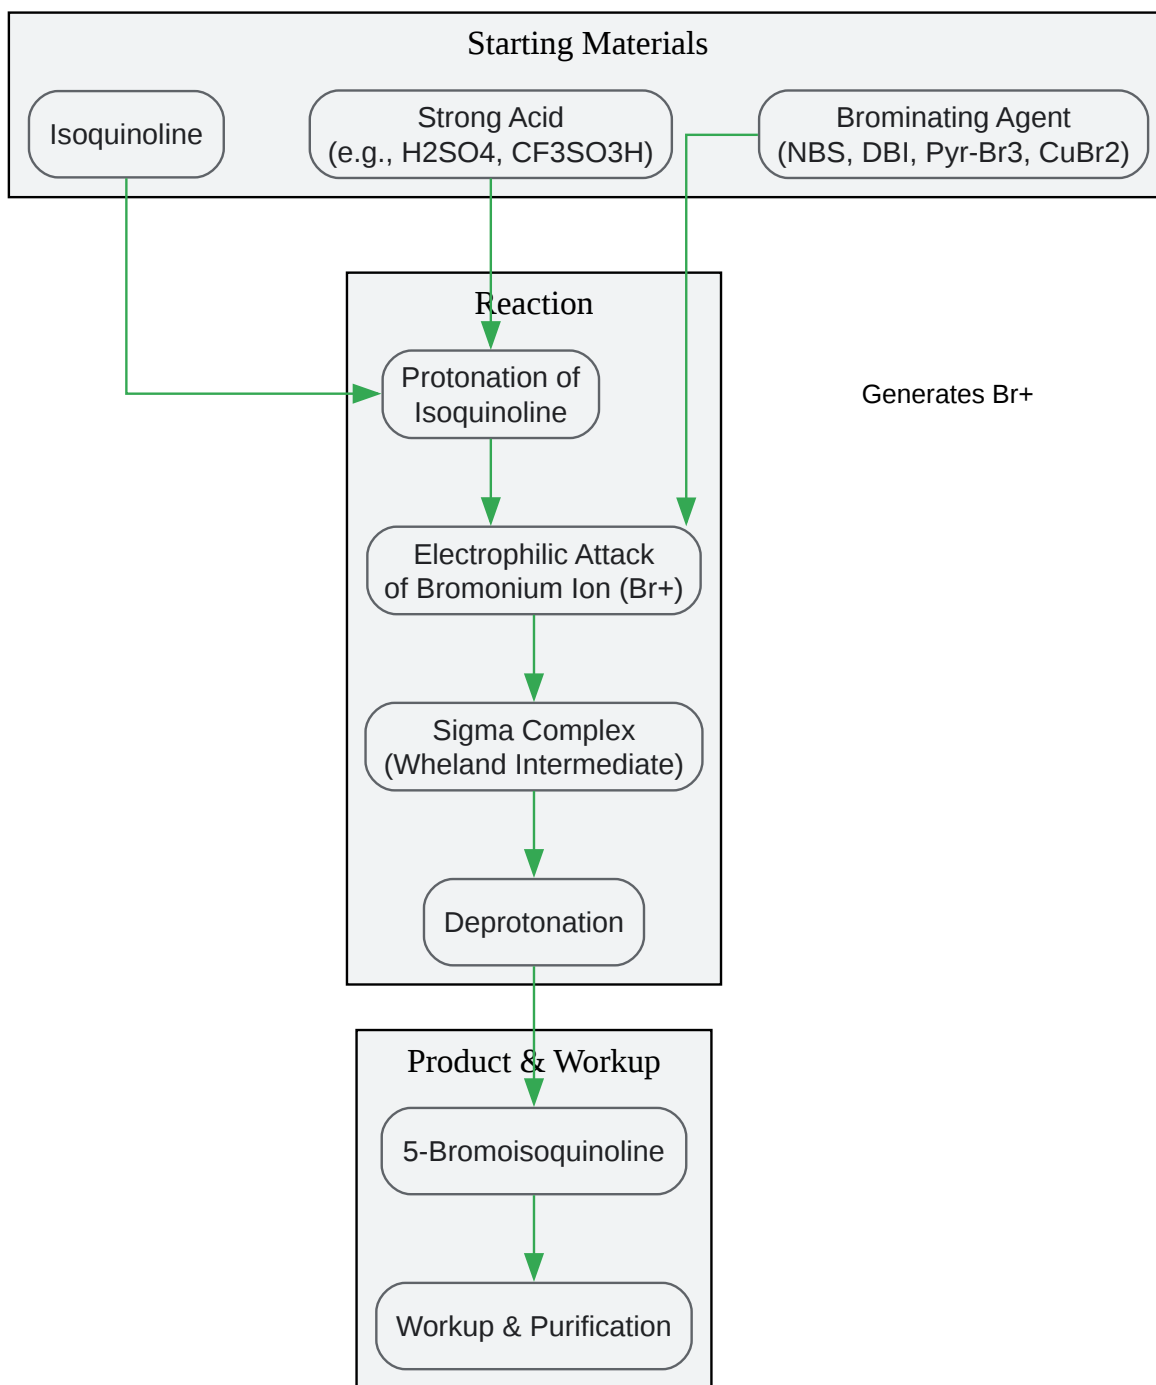 Starting Materials
Isoquinoline
Strong Acid
(e.g., H2SO4, CF3SO3H)
Brominating Agent
(NBS, DBI, Pyr-Br3, CuBr2)
Reaction
Protonation of
Isoquinoline
Generates Br+
Electrophilic Attack
of Bromonium Ion (Br+)
Sigma Complex
(Wheland Intermediate)
Deprotonation
Product & Workup
5-Bromoisoquinoline
Workup & Purification